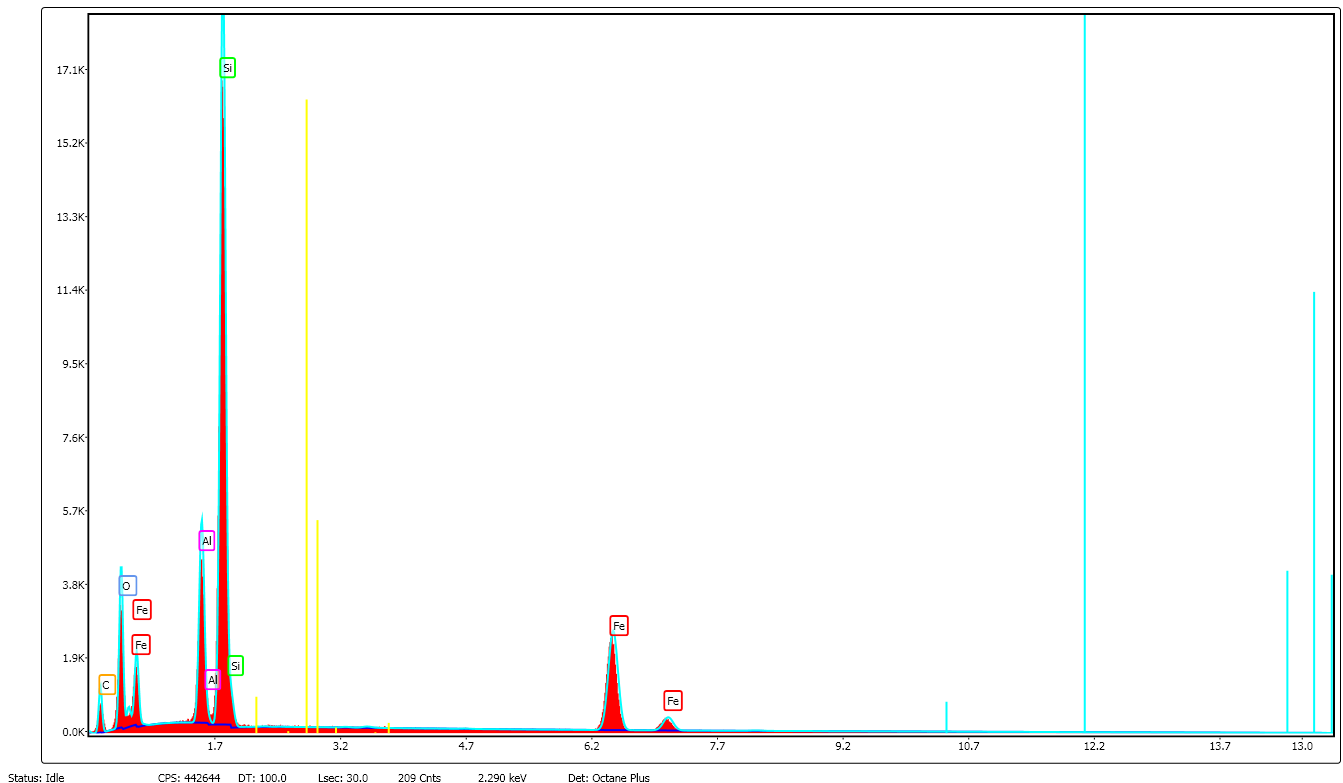 17.1K
Si
15.2K
13.3K
11.4K
9.5K
7.6K
5.7K
Al
3.8K
O
Fe
Fe
Fe
1.9K
Si
Al
C
Fe
0.0K
1.7 3.2 4.7 6.2 7.7 9.2 10.7 12.2 13.7 13.0
Status: Idle CPS: 442644 DT: 100.0 Lsec: 30.0 209 Cnts 2.290 keV Det: Octane Plus